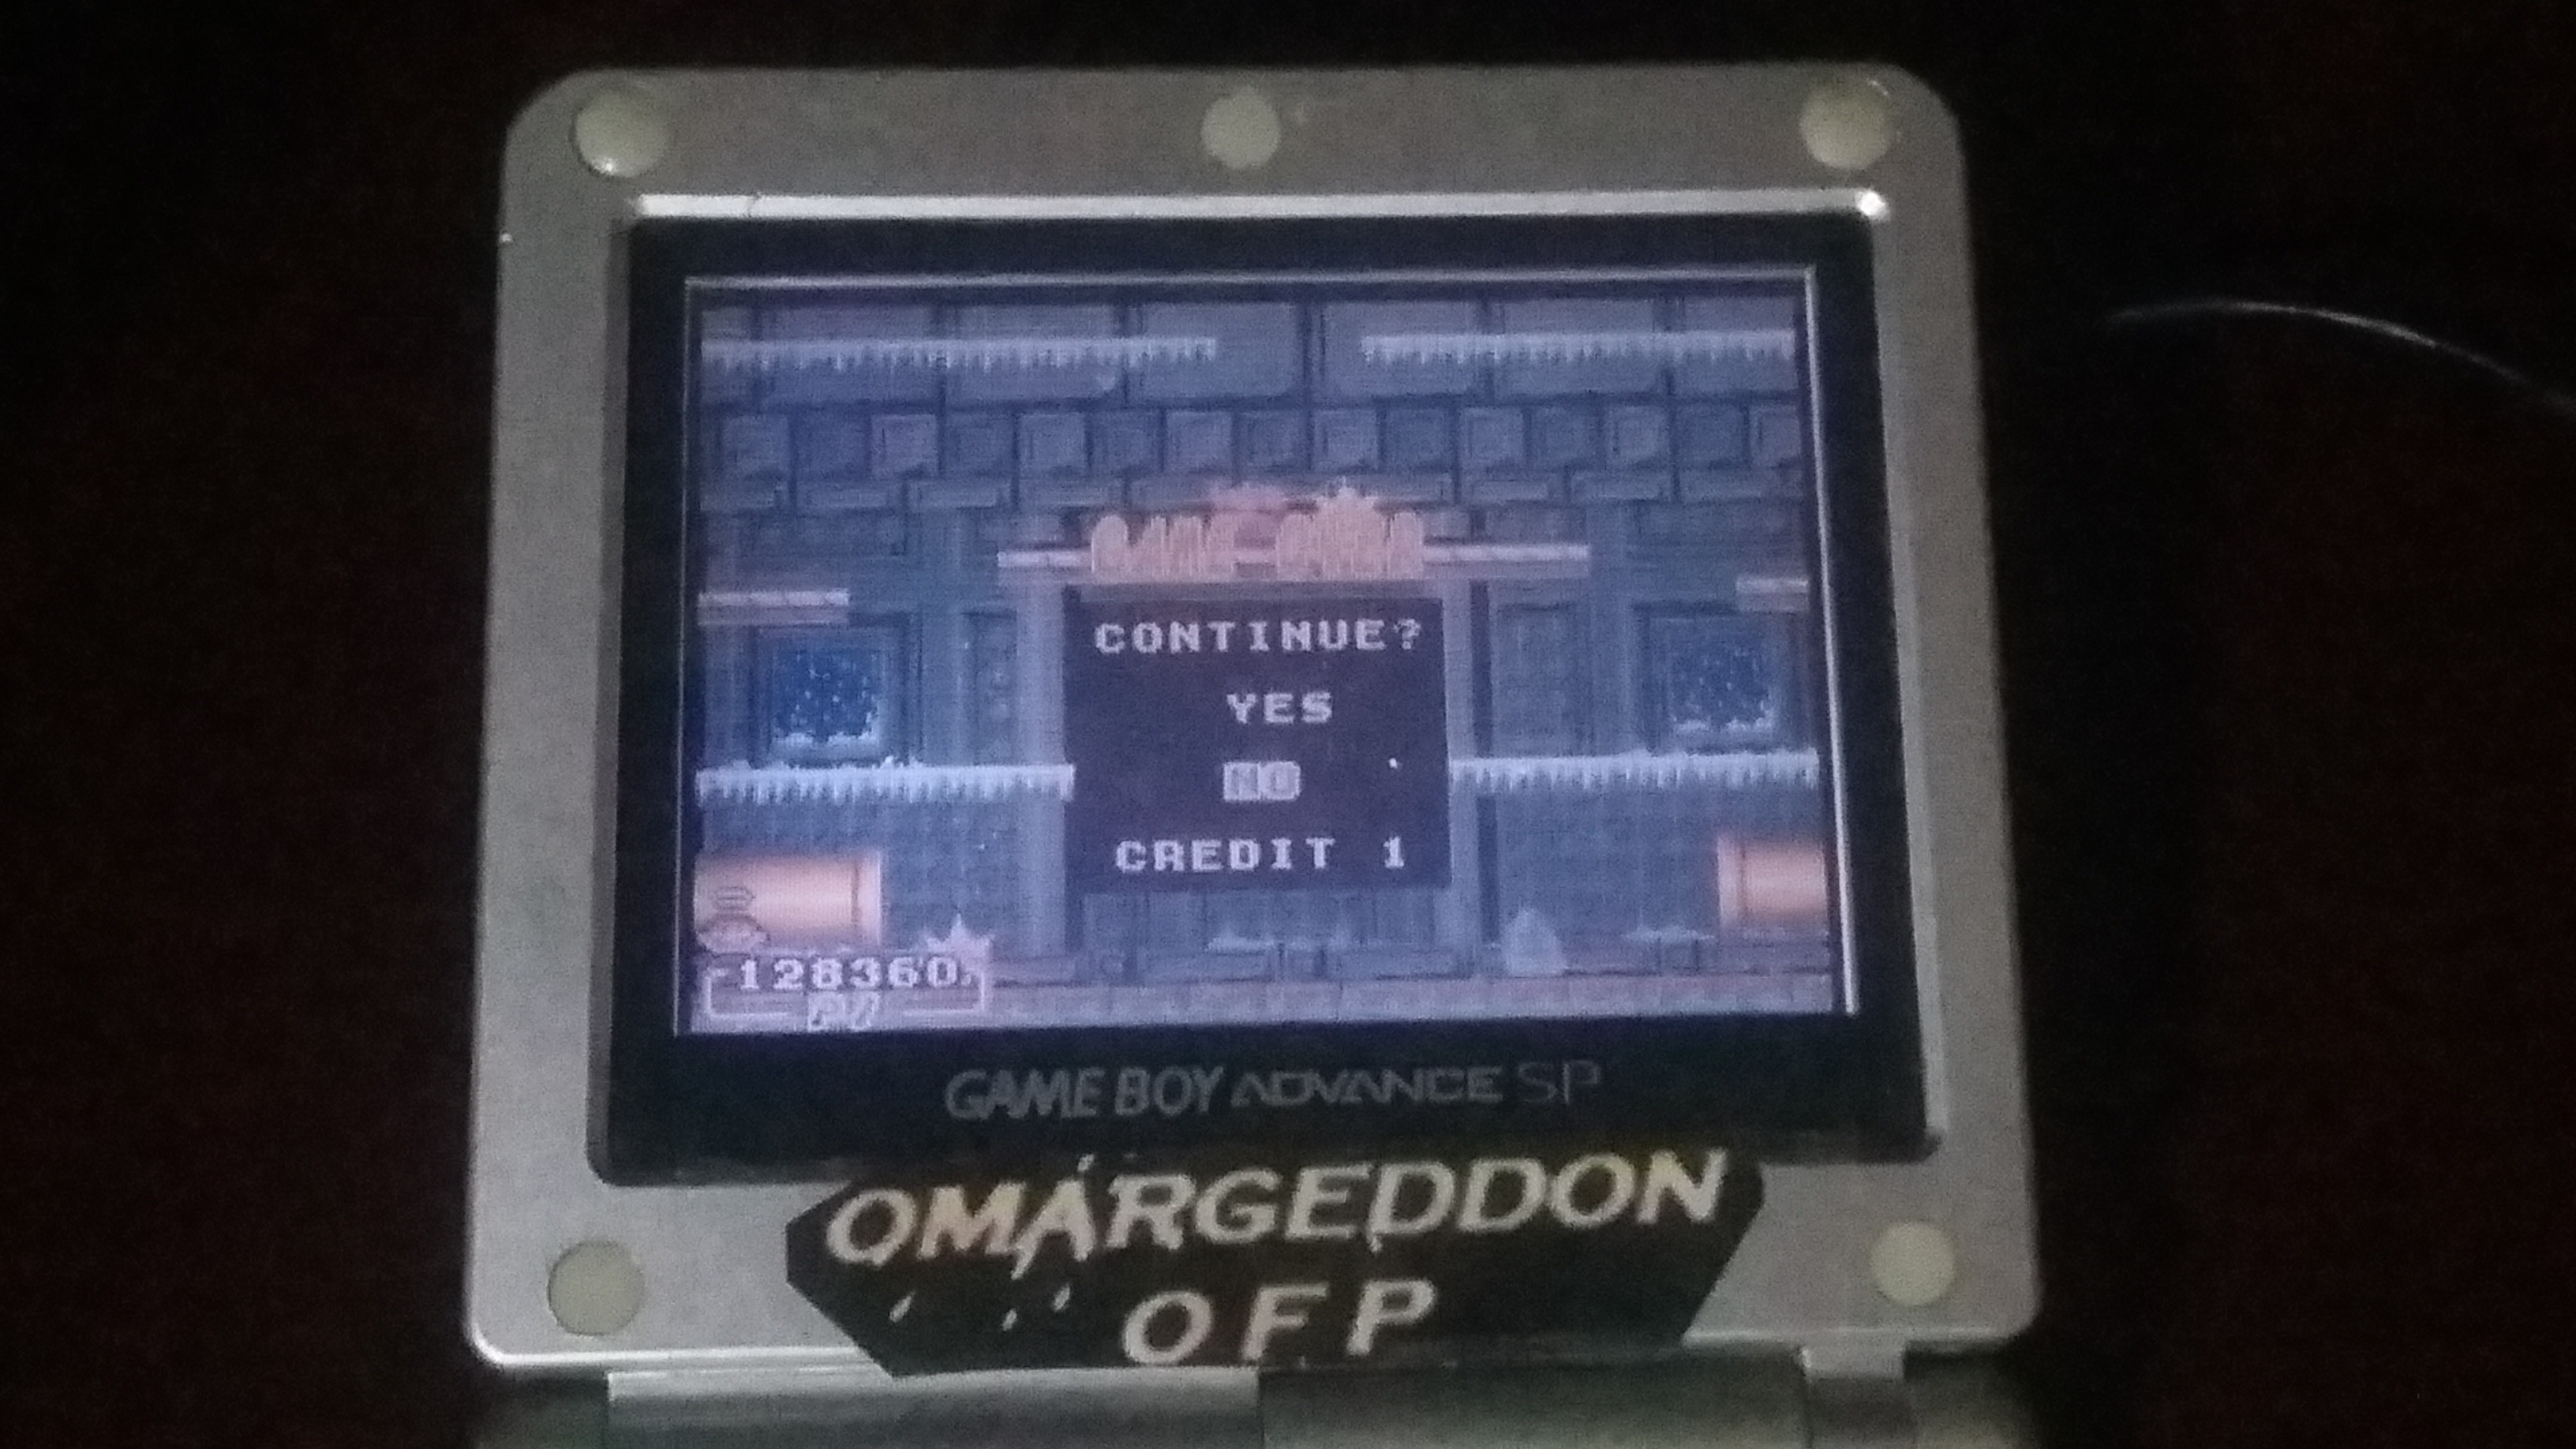 GAME OVER
CONTINUE?
YES
NO
CREDIT 1
128360
GAME BOY ADVANCE SP
OMARGEDDON
OFP